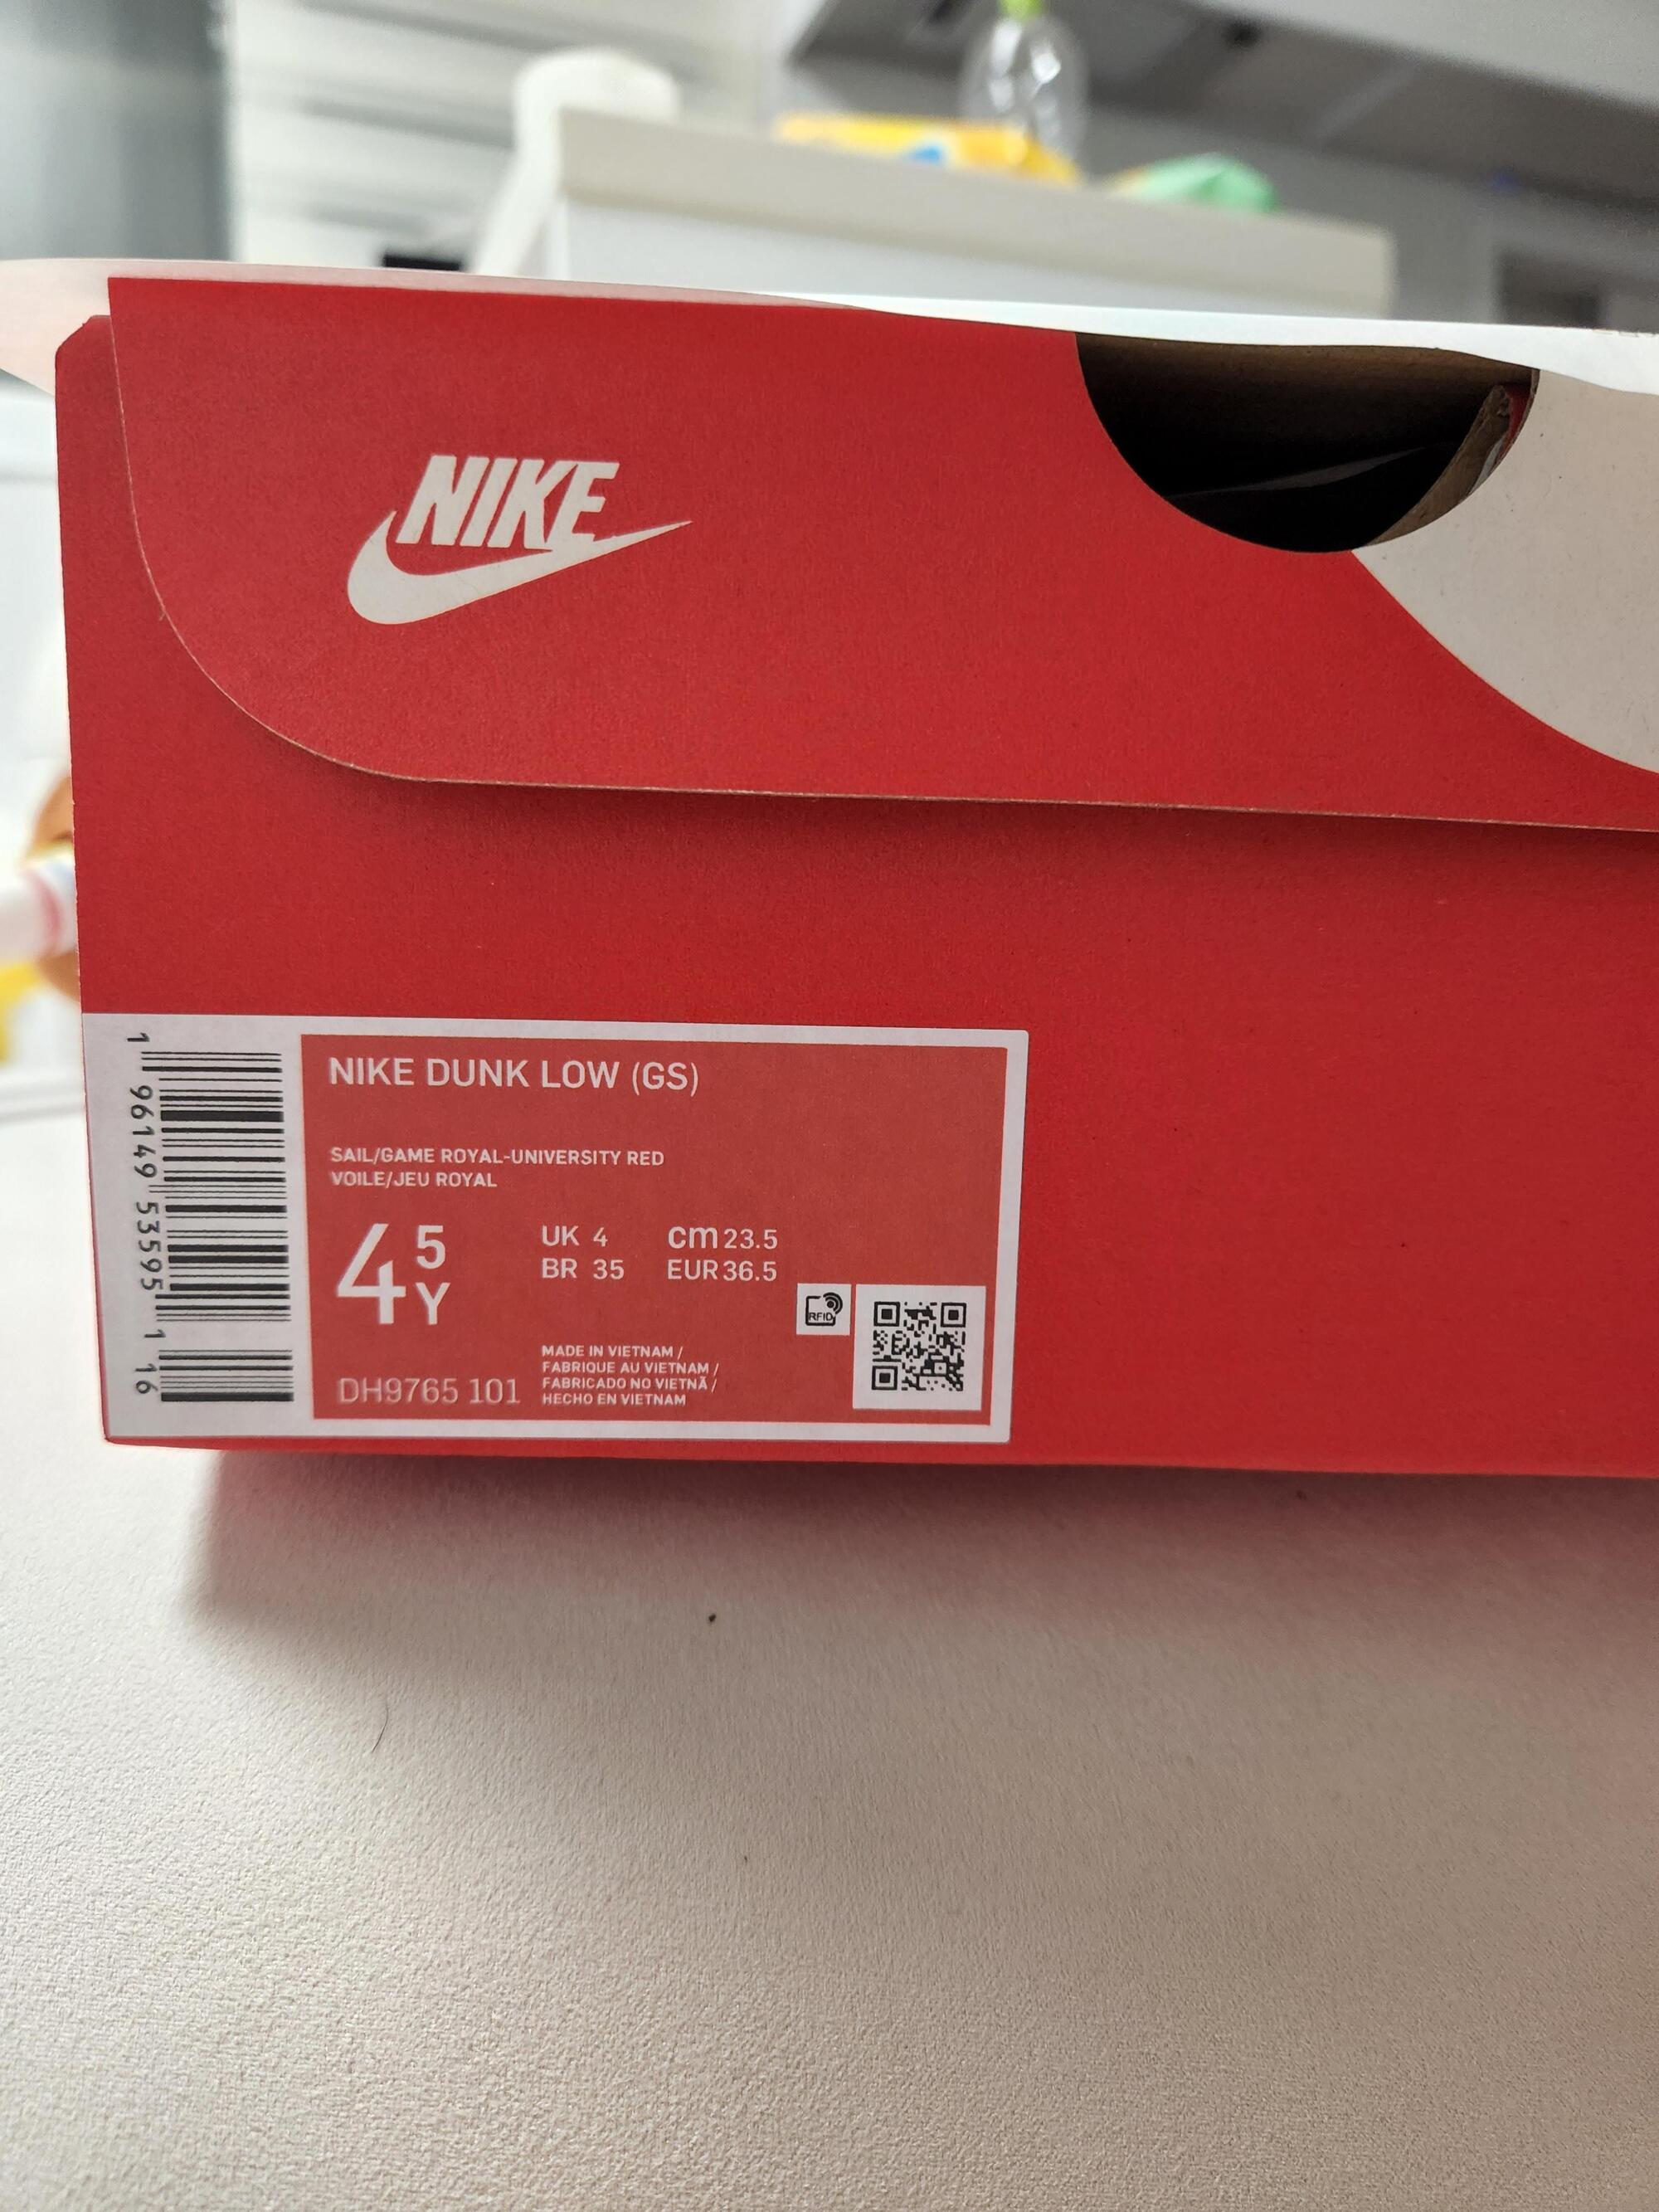 NIKE
NIKE DUNK LOW (GS)
SAIL/GAME ROYAL-UNIVERSITY RED
VOILE/JEU ROYAL
4 5 Y
UK 4 cm 23.5
BR 35 EUR 36.5
RFID
MADE IN VIETNAM /
FABRIQUE AU VIETNAM /
FABRICADO NO VIETNÃ /
HECHO EN VIETNAM
DH9765 101
1 96149 53595 1 16